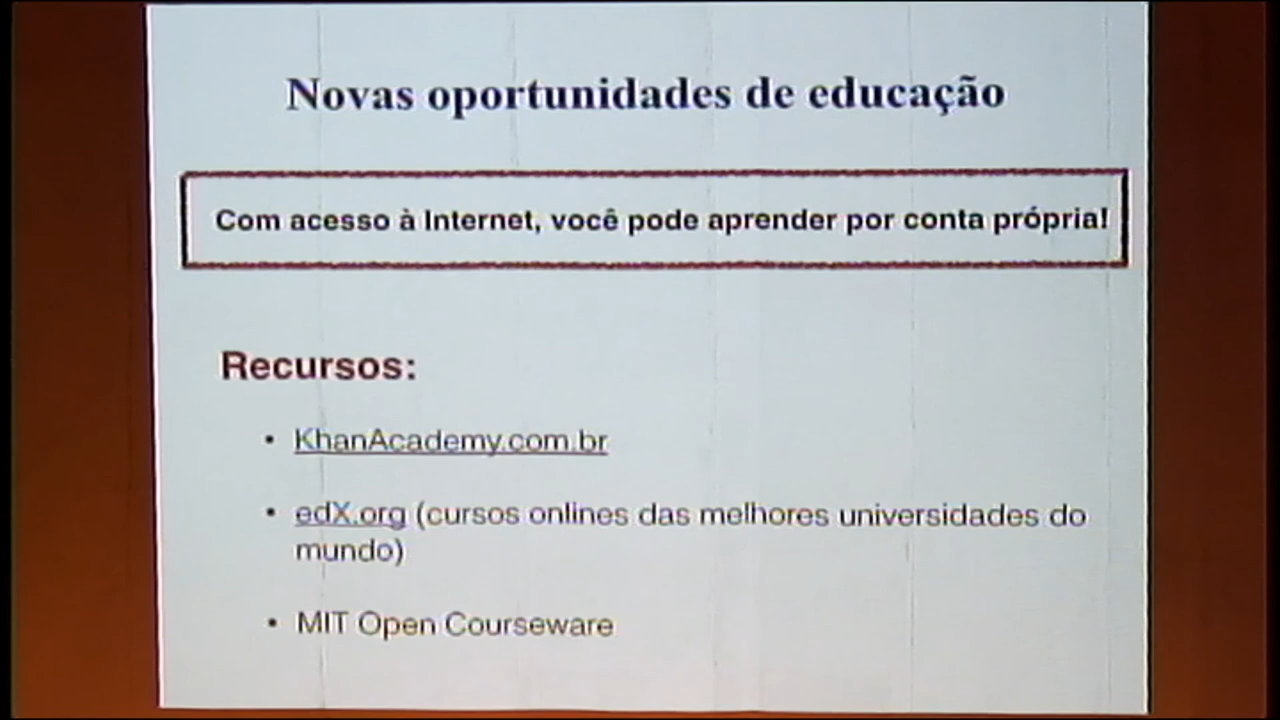 Novas oportunidades de educação
Com acesso à Internet, você pode aprender por conta própria!
Recursos:
• KhanAcademy.com.br
• edX.org (cursos onlines das melhores universidades do
mundo)
• MIT Open Courseware